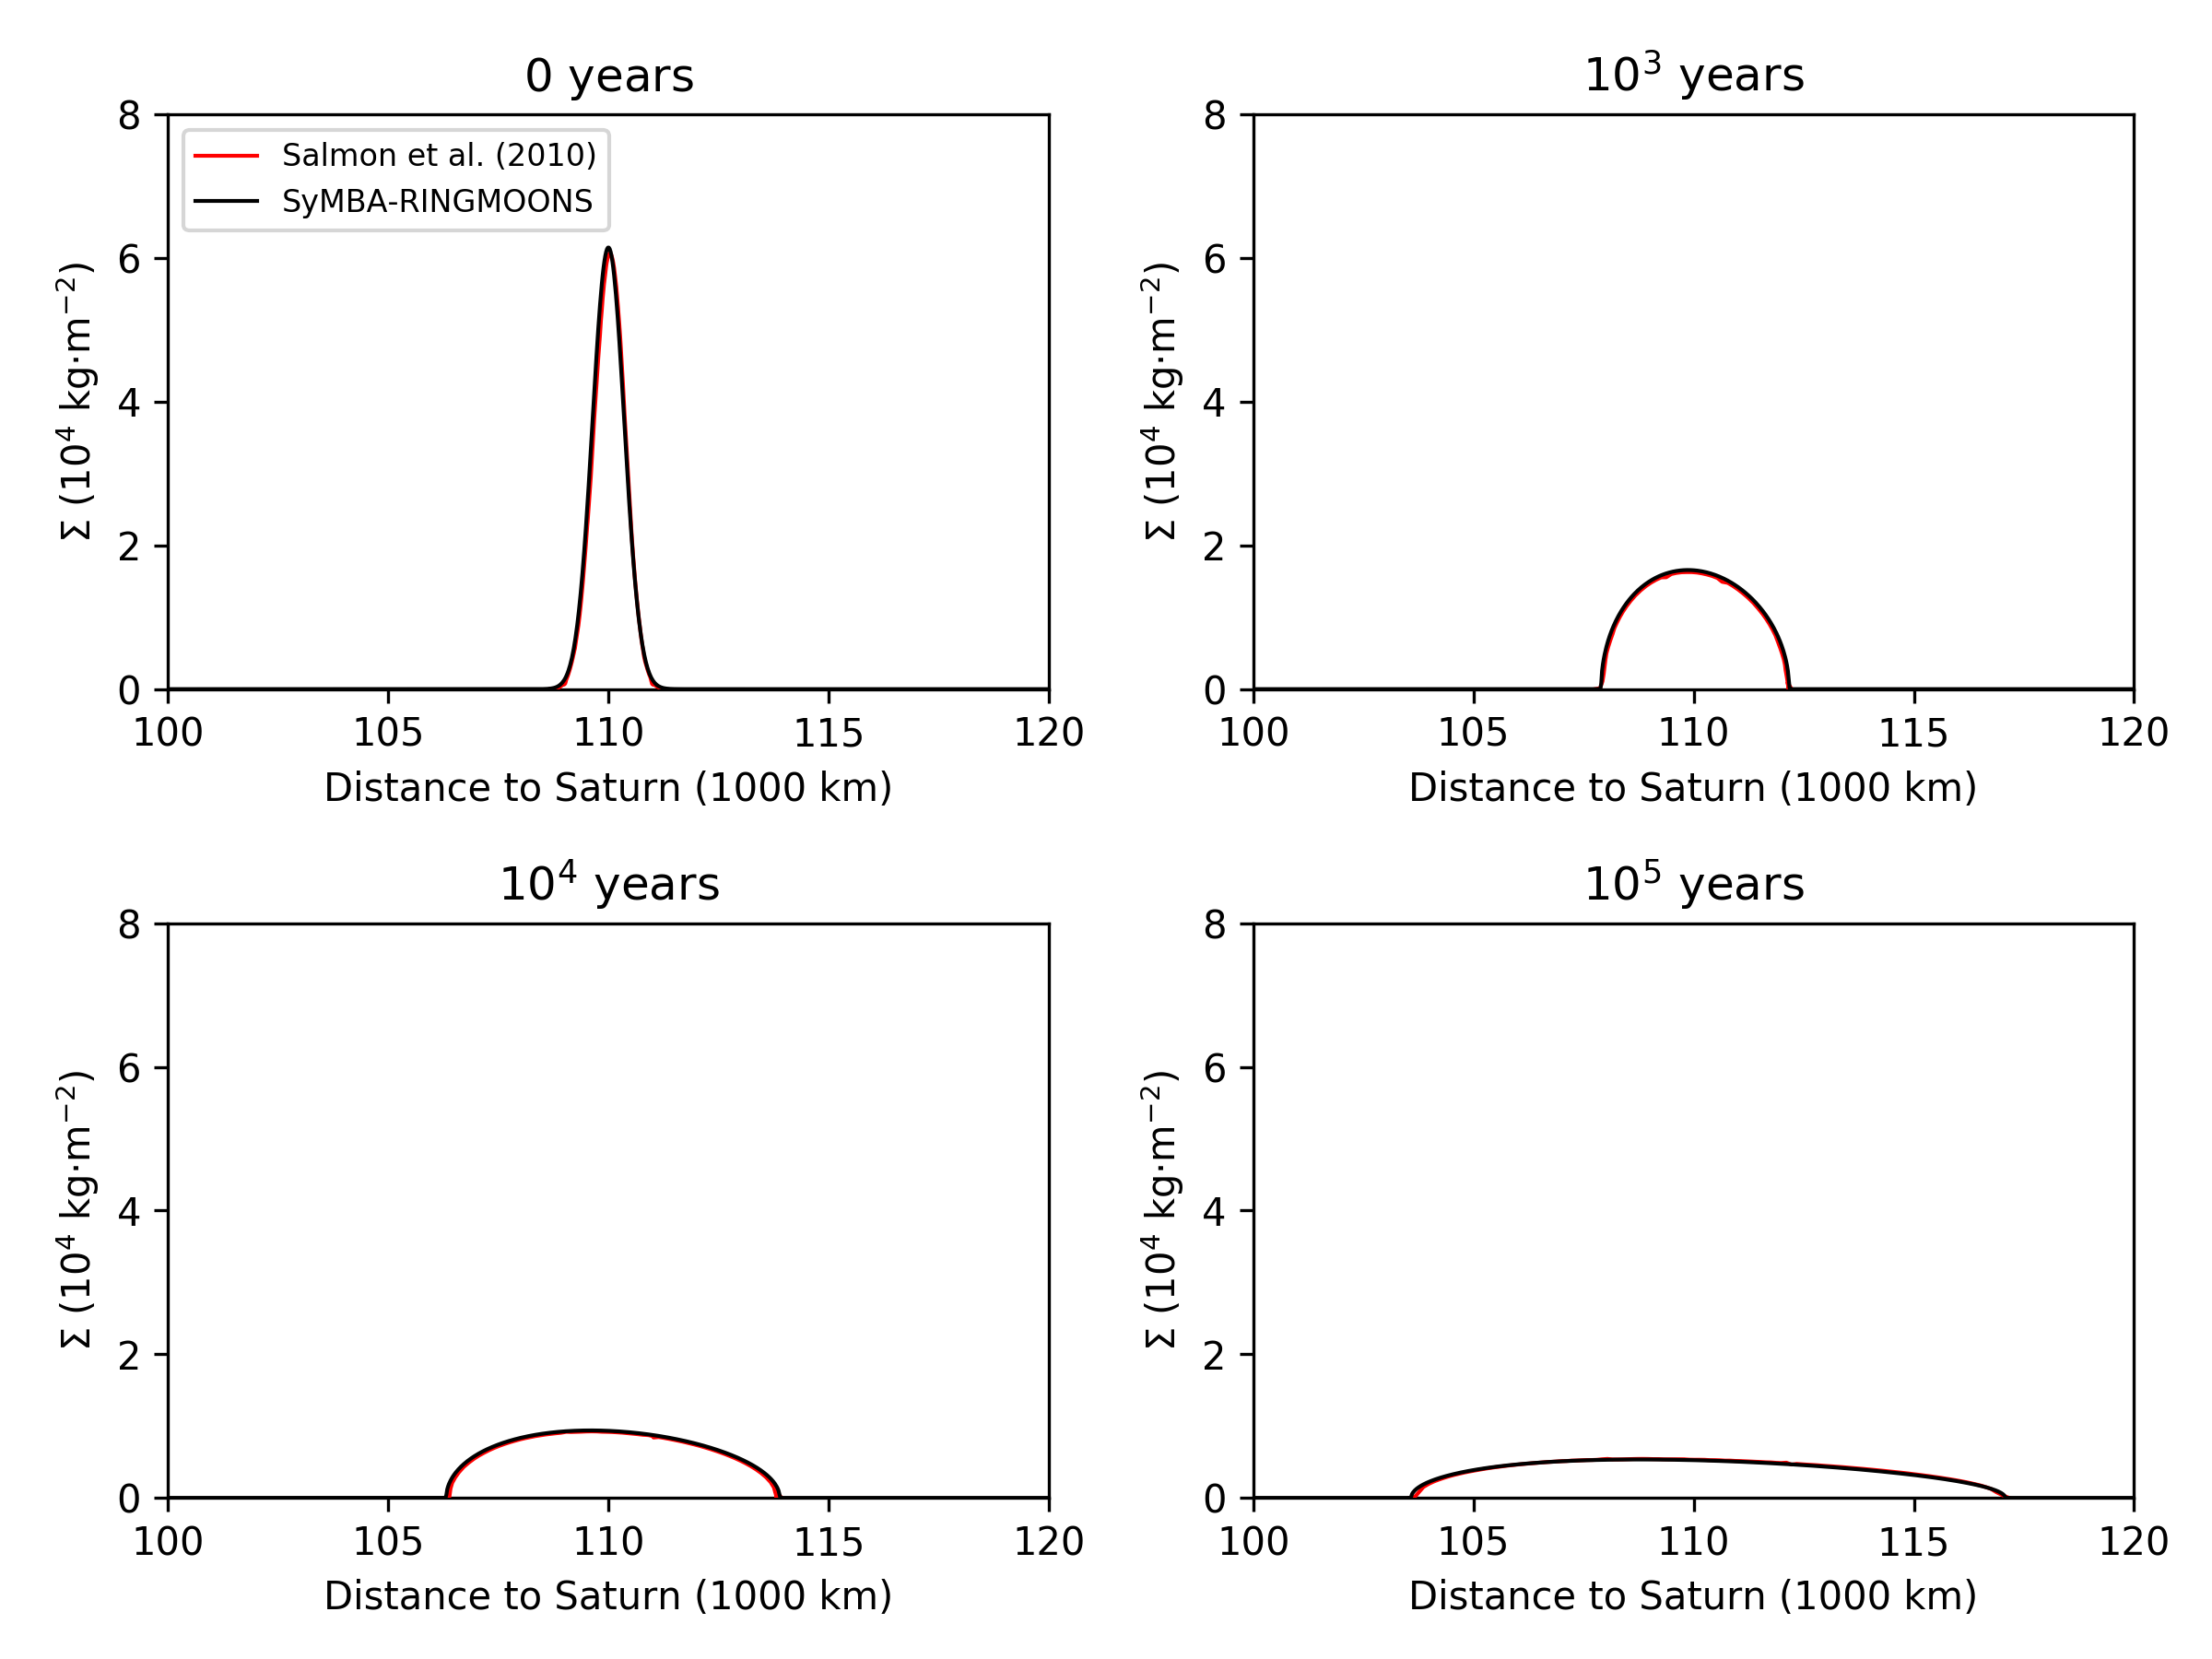 0 years
8
6
4
2
0
Σ (10⁴ kg·m⁻²)
Salmon et al. (2010)
SyMBA-RINGMOONS
100 105 110 115 120
Distance to Saturn (1000 km)
10³ years
8
6
4
2
0
Σ (10⁴ kg·m⁻²)
100 105 110 115 120
Distance to Saturn (1000 km)
10⁴ years
8
6
4
2
0
Σ (10⁴ kg·m⁻²)
100 105 110 115 120
Distance to Saturn (1000 km)
10⁵ years
8
6
4
2
0
Σ (10⁴ kg·m⁻²)
100 105 110 115 120
Distance to Saturn (1000 km)